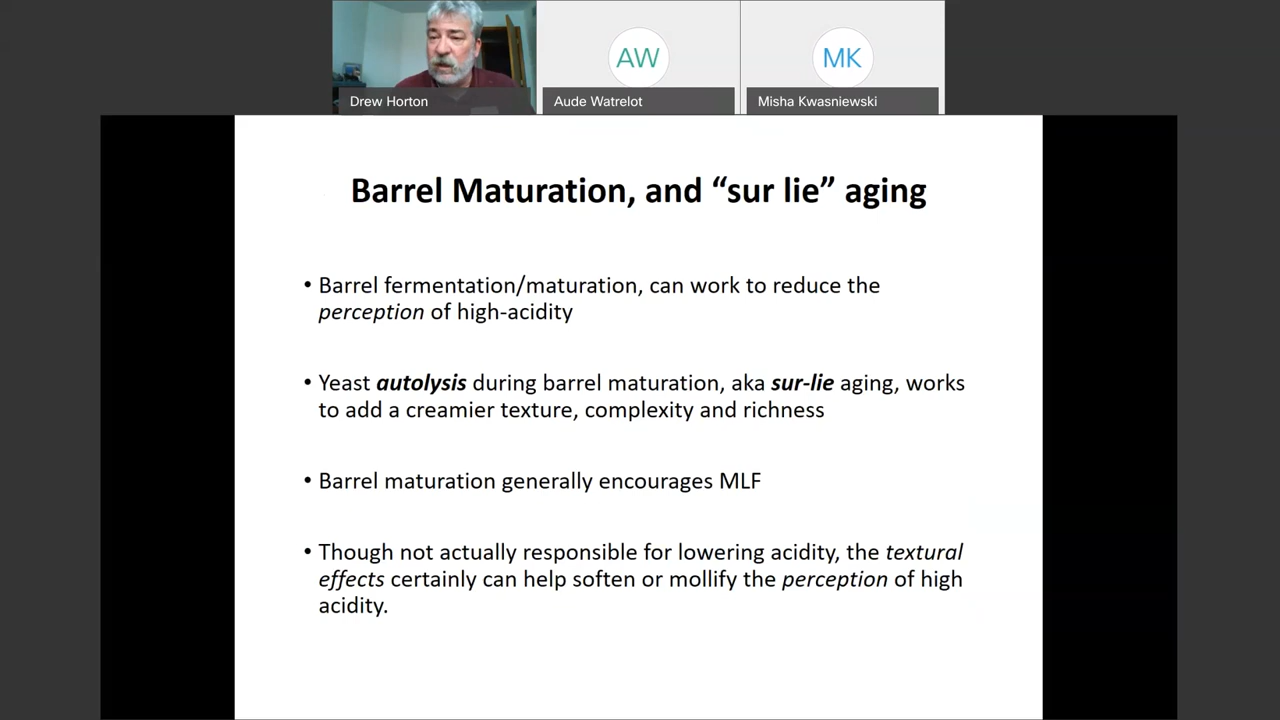 AW
MK
Drew Horton
Aude Watrelot
Misha Kwasniewski
Barrel Maturation, and “sur lie” aging
• Barrel fermentation/maturation, can work to reduce the
perception of high-acidity
• Yeast autolysis during barrel maturation, aka sur-lie aging, works
to add a creamier texture, complexity and richness
• Barrel maturation generally encourages MLF
• Though not actually responsible for lowering acidity, the textural
effects certainly can help soften or mollify the perception of high
acidity.